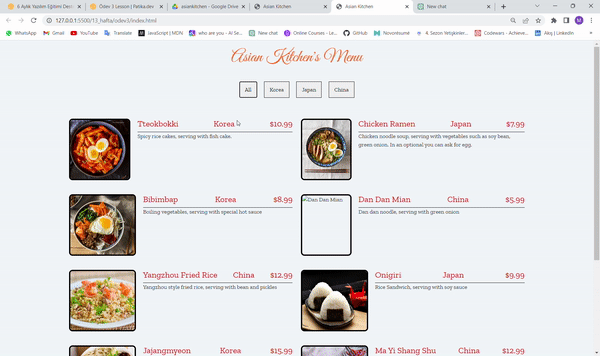 6 Aylık Yazılım Eğitimi Dec
Ödev 3 Lesson | Patika.dev
asiankitchen - Google Drive
Asian Kitchen
Asian Kitchen
New chat
127.0.0.1:5500/13_hafta/odev3/index.html
WhatsApp Gmail YouTube Translate JavaScript | MDN who are you - AI Se... New chat Online Courses - Le... GitHub Novorésumé 4. Sezon Yetişkinler... Codewars - Achieve... Akış | LinkedIn
Asian Kitchen's Menu
All Korea Japan China
Tteokbokki Korea $10.99
Spicy rice cakes, serving with fish cake.
Chicken Ramen Japan $7.99
Chicken noodle soup, serving with vegetables such as soy bean,
green onion. In an optional you can ask for egg.
Bibimbap Korea $8.99
Boiling vegetables, serving with special hot sauce
Dan Dan Mian
Dan Dan Mian China $5.99
Dan dan noodle, serving with green onion
Yangzhou Fried Rice China $12.99
Yangzhou style fried rice, serving with bean and pickles
Onigiri Japan $9.99
Rice Sandwich, serving with soy sauce
Jajangmyeon Korea $15.99
Ma Yi Shang Shu China $12.99